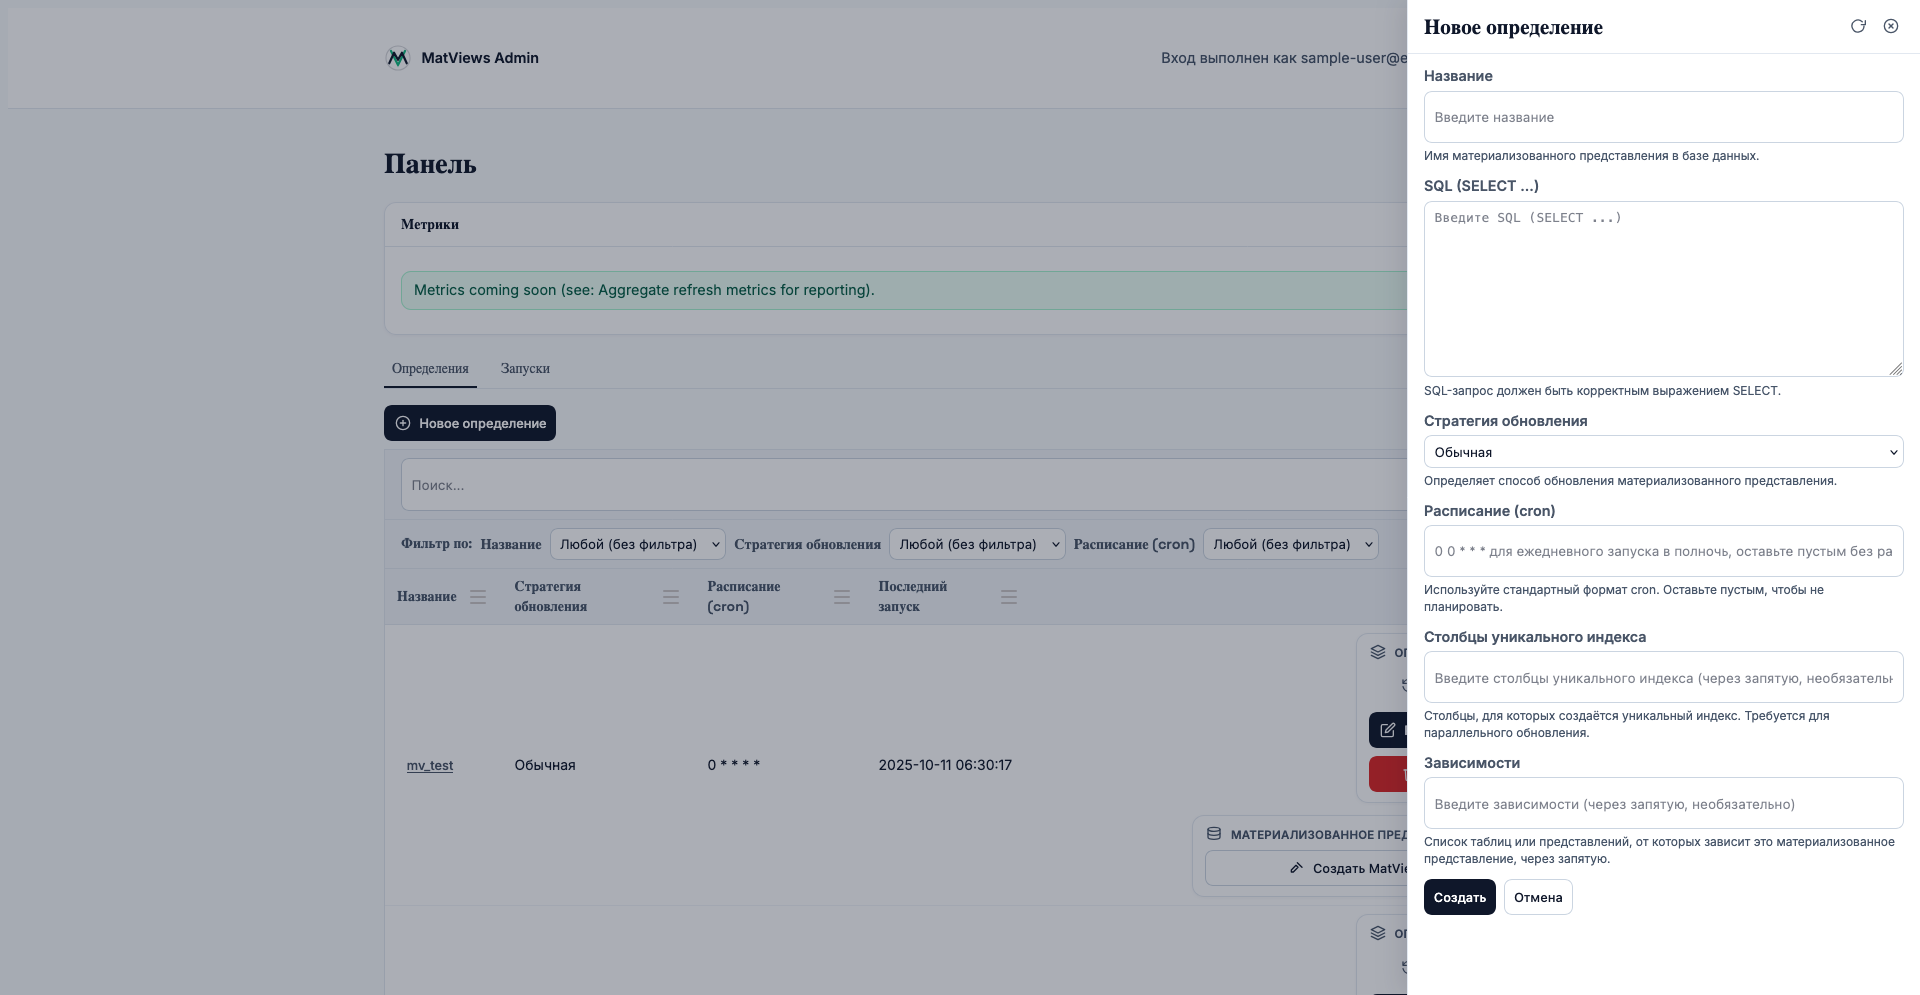 MatViews Admin
Вход выполнен как sample-user@e
Панель
Метрики
Metrics coming soon (see: Aggregate refresh metrics for reporting).
Определения
Запуски
Новое определение
Поиск...
Фильтр по:
Название
Любой (без фильтра)
Стратегия обновления
Любой (без фильтра)
Расписание (cron)
Любой (без фильтра)
Название
Стратегия
обновления
Расписание
(cron)
Последний
запуск
mv_test
Обычная
0 * * * *
2025-10-11 06:30:17
МАТЕРИАЛИЗОВАННОЕ ПРЕД
Создать MatVie
Новое определение
Название
Введите название
Имя материализованного представления в базе данных.
SQL (SELECT ...)
Введите SQL (SELECT ...)
SQL-запрос должен быть корректным выражением SELECT.
Стратегия обновления
Обычная
Определяет способ обновления материализованного представления.
Расписание (cron)
0 0 * * * для ежедневного запуска в полночь, оставьте пустым без ра
Используйте стандартный формат cron. Оставьте пустым, чтобы не
планировать.
Столбцы уникального индекса
Введите столбцы уникального индекса (через запятую, необязательн
Столбцы, для которых создаётся уникальный индекс. Требуется для
параллельного обновления.
Зависимости
Введите зависимости (через запятую, необязательно)
Список таблиц или представлений, от которых зависит это материализованное
представление, через запятую.
Создать
Отмена